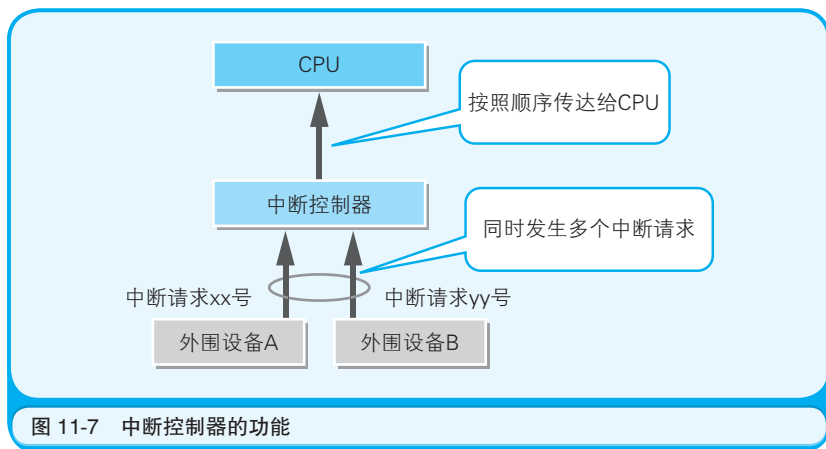 CPU
按照顺序传达给CPU
中断控制器
同时发生多个中断请求
中断请求xx号
中断请求yy号
外围设备A
外围设备B
图 11-7 中断控制器的功能